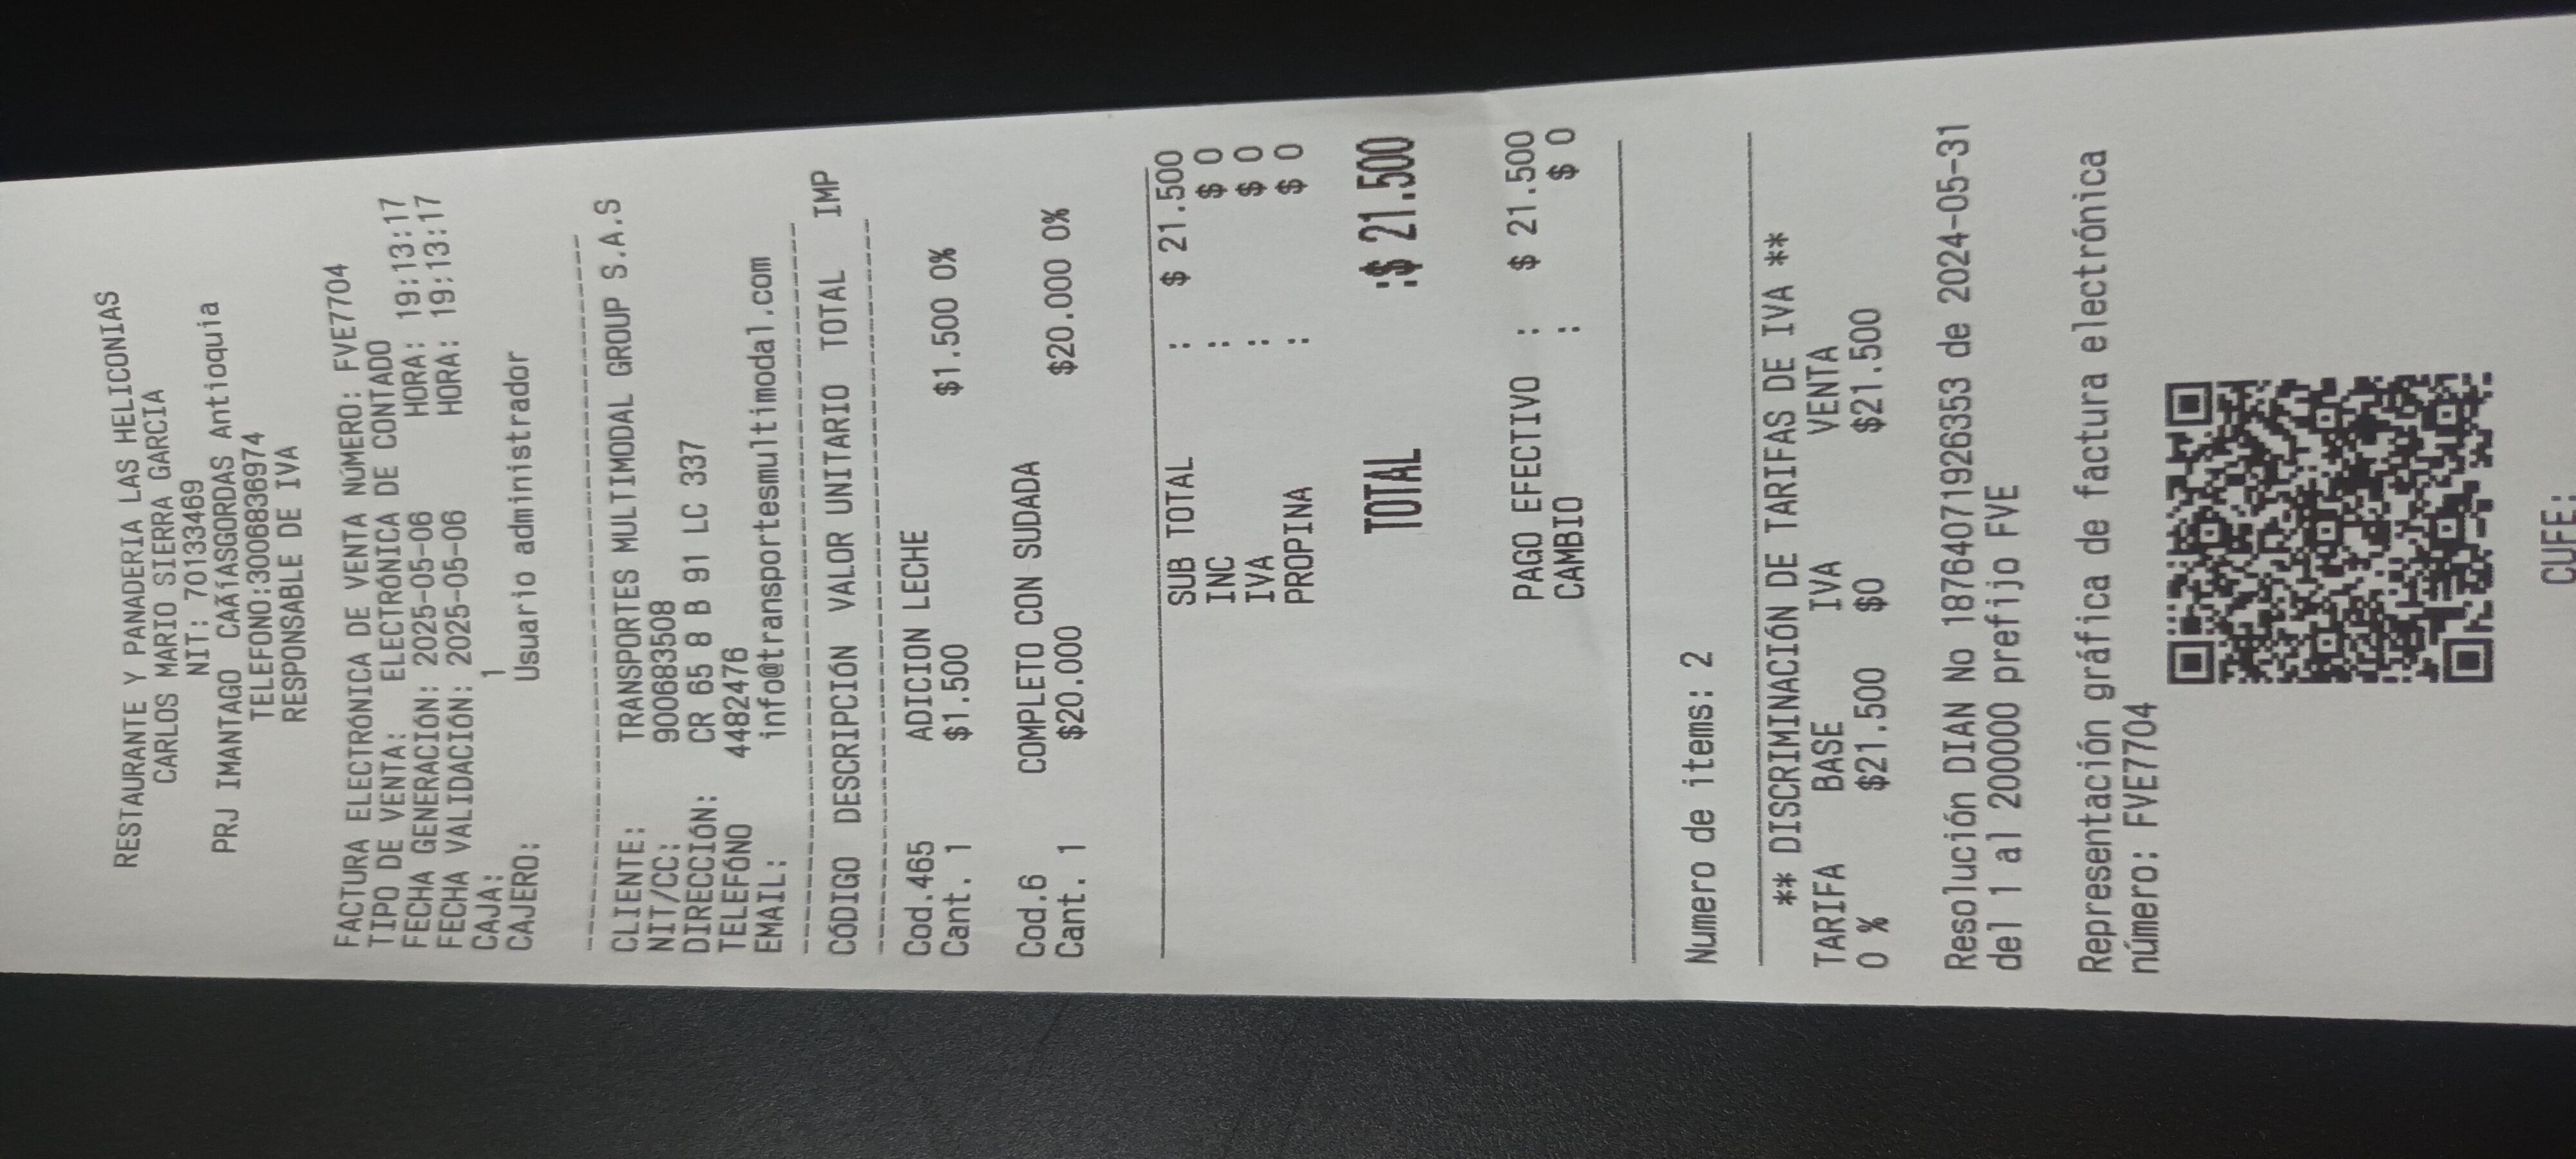 RESTAURANTE Y PANADERIA LAS HELICONIAS
CARLOS MARIO SIERRA GARCIA
NIT: 70133469
PRJ IMANTAGO CAÃ‘ASGORDAS Antioquia
TELEFONO:3006836974
RESPONSABLE DE IVA
FACTURA ELECTRÓNICA DE VENTA NÚMERO: FVE7704
TIPO DE VENTA: ELECTRÓNICA DE CONTADO
FECHA GENERACIÓN: 2025-05-06 HORA: 19:13:17
FECHA VALIDACIÓN: 2025-05-06 HORA: 19:13:17
CAJA: 1
CAJERO: Usuario administrador
CLIENTE: TRANSPORTES MULTIMODAL GROUP S.A.S
NIT/CC: 900683508
DIRECCIÓN: CR 65 8 B 91 LC 337
TELEFÓNO 4482476
EMAIL: info@transportesmultimodal.com
CÓDIGO DESCRIPCIÓN VALOR UNITARIO TOTAL IMP
Cod.465 ADICION LECHE
Cant. 1 $1.500 $1.500 0%
Cod.6 COMPLETO CON SUDADA
Cant. 1 $20.000 $20.000 0%
SUB TOTAL : $ 21.500
INC : $ 0
IVA : $ 0
PROPINA : $ 0
TOTAL :$ 21.500
PAGO EFECTIVO : $ 21.500
CAMBIO : $ 0
Numero de items: 2
** DISCRIMINACIÓN DE TARIFAS DE IVA **
TARIFA BASE IVA VENTA
0 % $21.500 $0 $21.500
Resolución DIAN No 18764071926353 de 2024-05-31
del 1 al 200000 prefijo FVE
Representación gráfica de factura electrónica
número: FVE7704
CUFE: